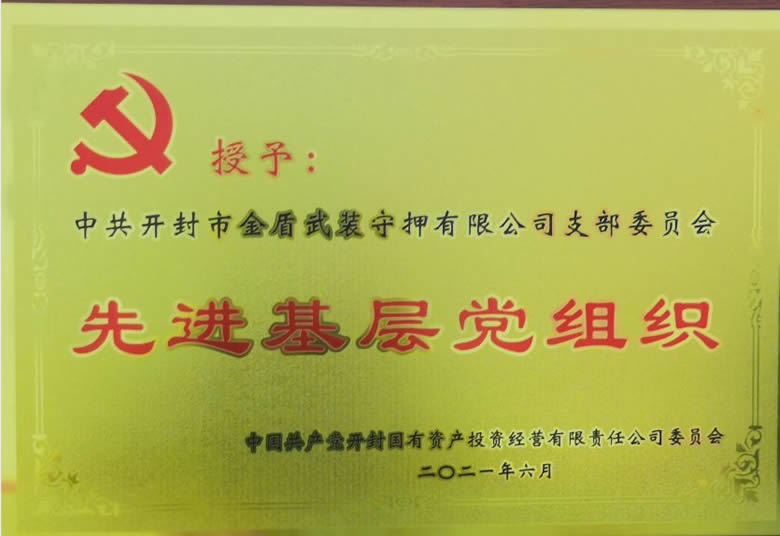 授予：
中共开封市金盾武装守押有限公司支部委员会
先进基层党组织
中国共产党开封国有资产投资经营有限责任公司委员会
二〇二一年六月